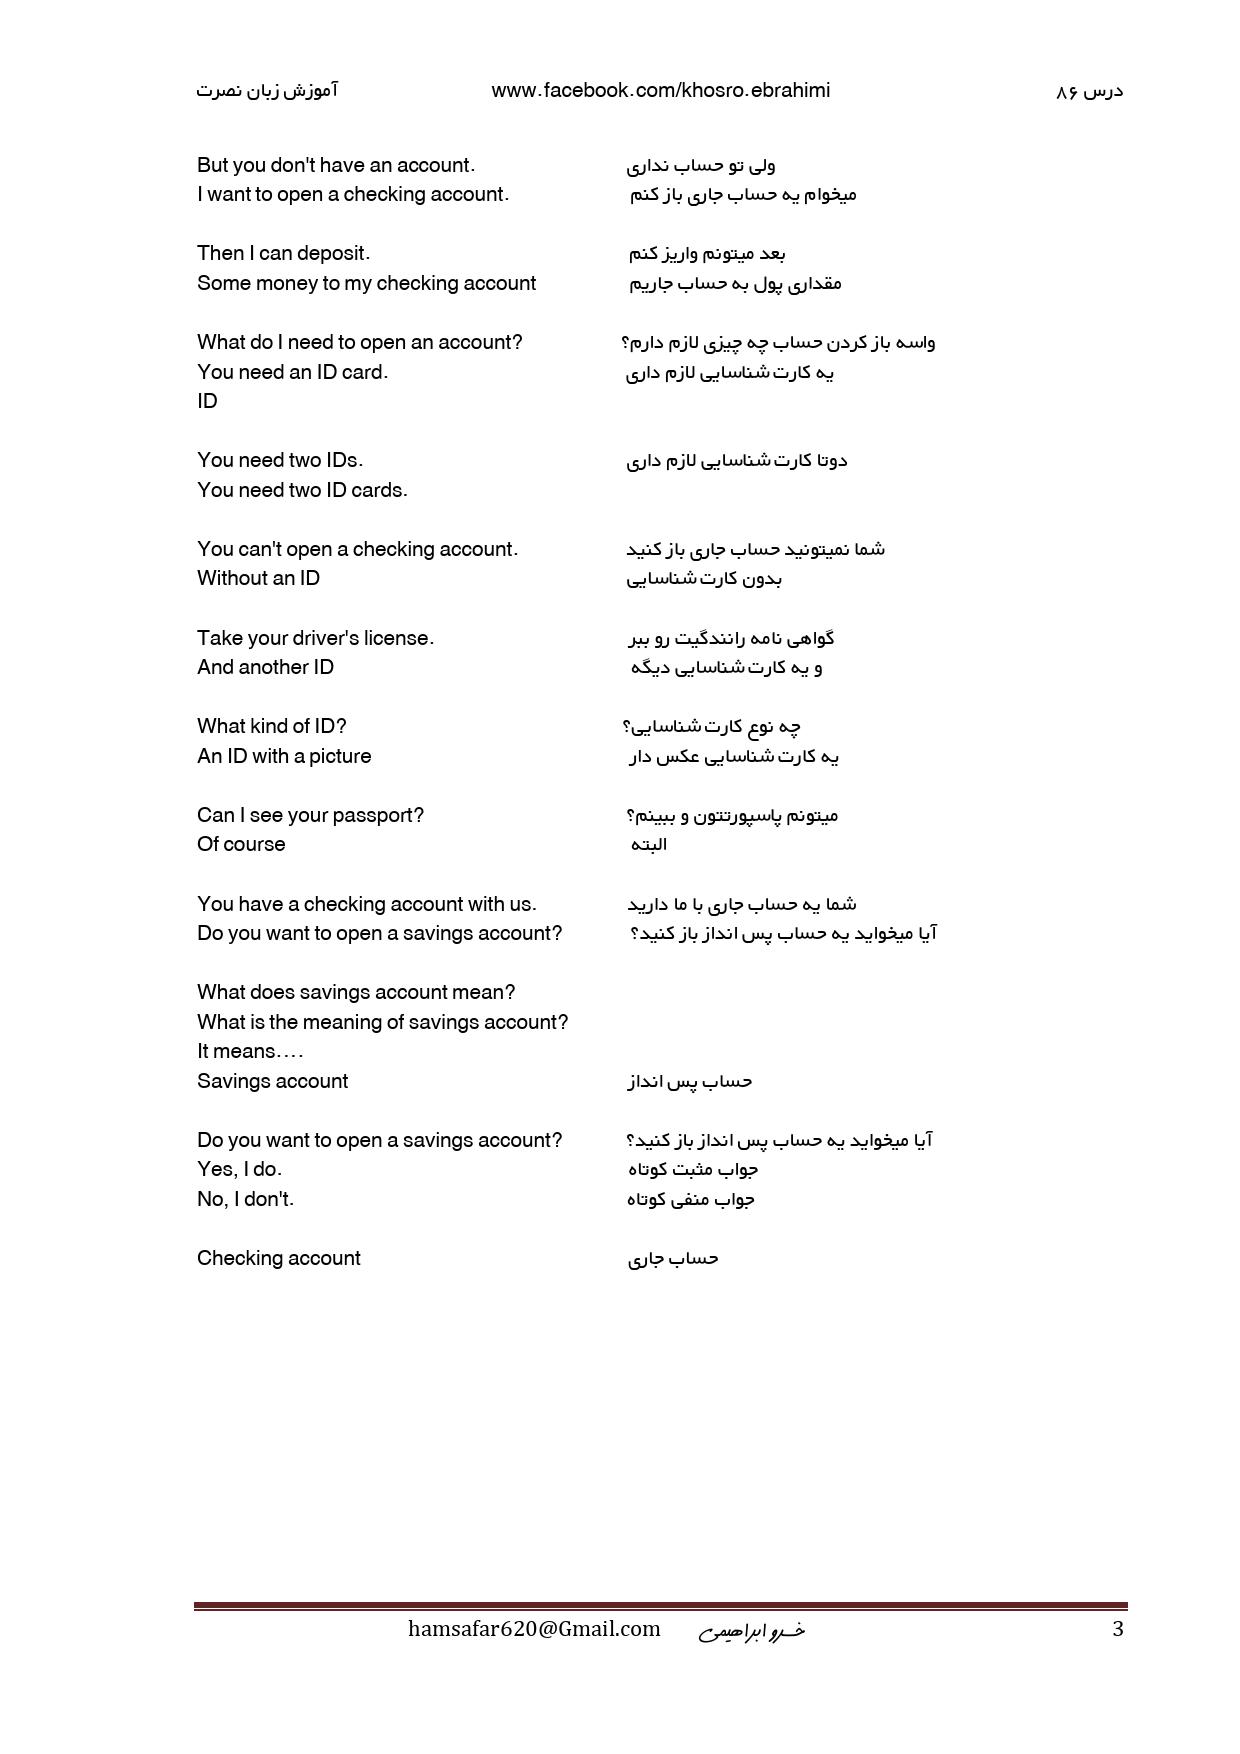 آموزش زبان نصرت www.facebook.com/khosro.ebrahimi درس ۸۶
But you don't have an account. ولی تو حساب نداری
I want to open a checking account. میخوام یه حساب جاری باز کنم
Then I can deposit. بعد میتونم واریز کنم
Some money to my checking account مقداری پول به حساب جاریم
What do I need to open an account? واسه باز کردن حساب چه چیزی لازم دارم؟
You need an ID card. یه کارت شناسایی لازم داری
ID
You need two IDs. دوتا کارت شناسایی لازم داری
You need two ID cards.
You can't open a checking account. شما نمیتونید حساب جاری باز کنید
Without an ID بدون کارت شناسایی
Take your driver's license. گواهی نامه رانندگیت رو ببر
And another ID و یه کارت شناسایی دیگه
What kind of ID? چه نوع کارت شناسایی؟
An ID with a picture یه کارت شناسایی عکس دار
Can I see your passport? میتونم پاسپورتتون و ببینم؟
Of course البته
You have a checking account with us. شما یه حساب جاری با ما دارید
Do you want to open a savings account? آیا میخواید یه حساب پس انداز باز کنید؟
What does savings account mean?
What is the meaning of savings account?
It means….
Savings account حساب پس انداز
Do you want to open a savings account? آیا میخواید یه حساب پس انداز باز کنید؟
Yes, I do. جواب مثبت کوتاه
No, I don't. جواب منفی کوتاه
Checking account حساب جاری
hamsafar620@Gmail.com خسرو ابراهیمی 3